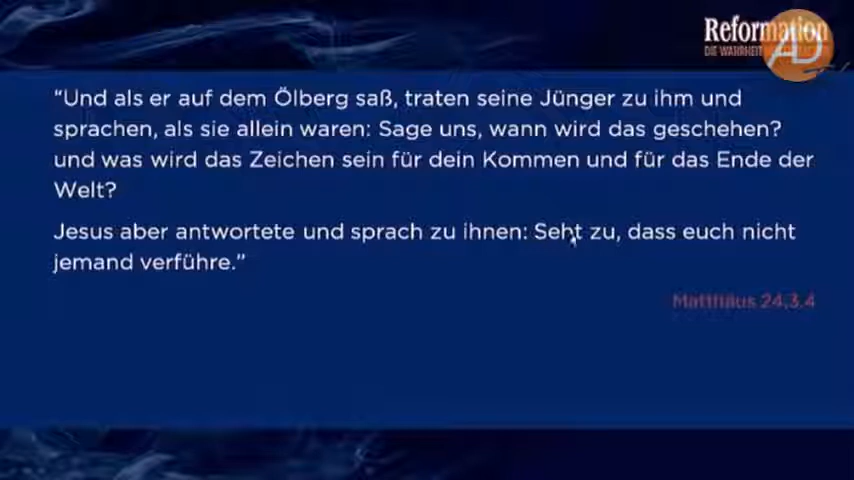 Reformation
DIE WAHRHEIT
“Und als er auf dem Ölberg saß, traten seine Jünger zu ihm und
sprachen, als sie allein waren: Sage uns, wann wird das geschehen?
und was wird das Zeichen sein für dein Kommen und für das Ende der
Welt?
Jesus aber antwortete und sprach zu ihnen: Seht zu, dass euch nicht
jemand verführe.”
Matthäus 24,3.4